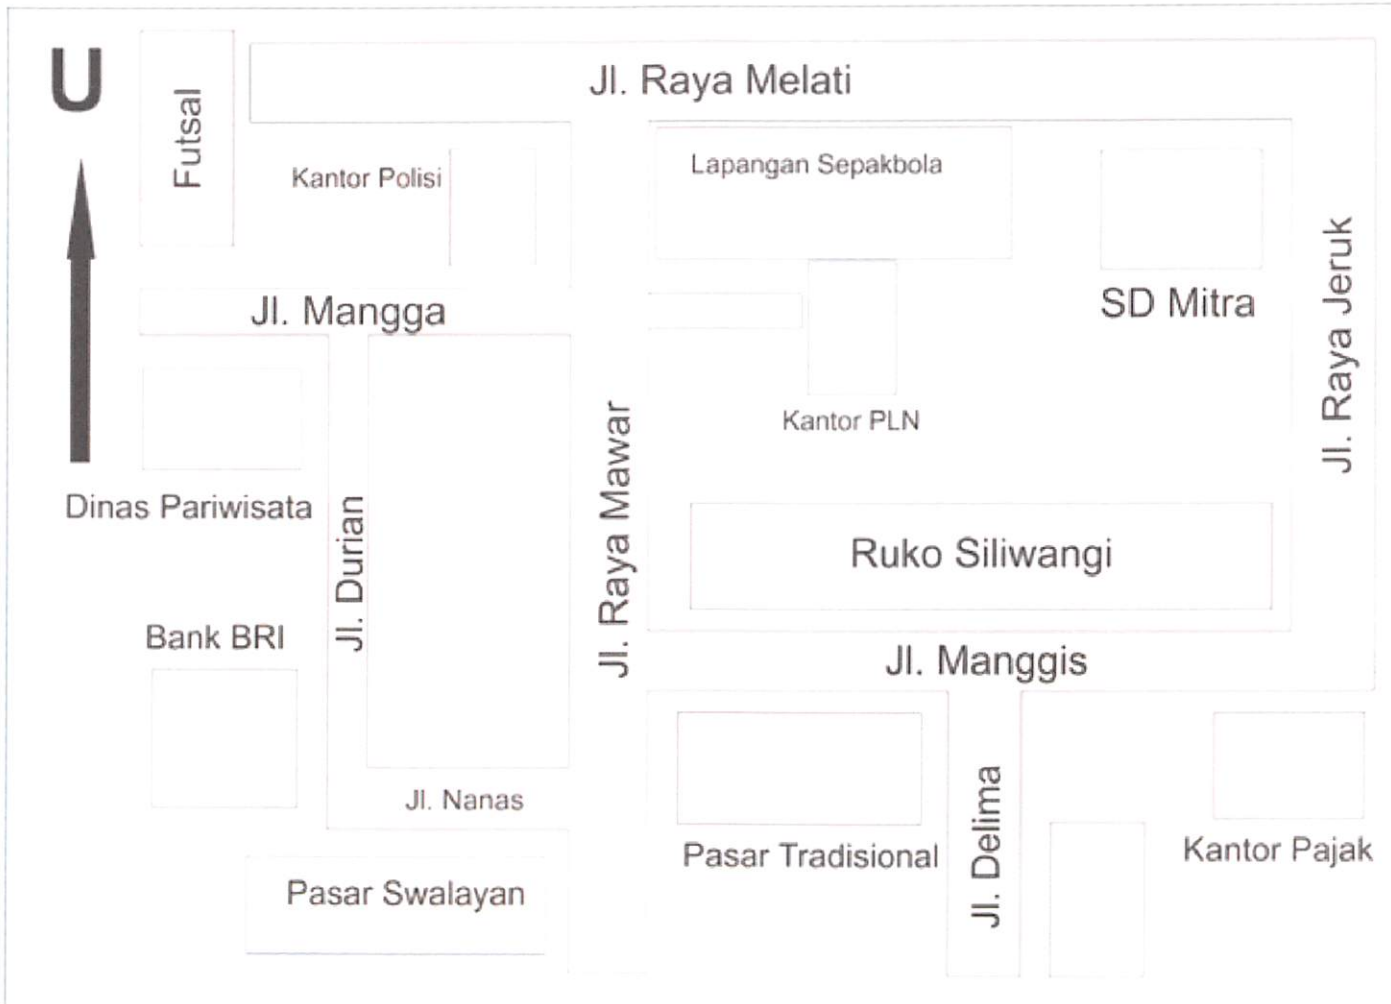 U
Futsal
Jl. Raya Melati
Kantor Polisi
Lapangan Sepakbola
Jl. Mangga
SD Mitra
Jl. Raya Jeruk
Kantor PLN
Dinas Pariwisata
Jl. Durian
Jl. Raya Mawar
Ruko Siliwangi
Bank BRI
Jl. Manggis
Jl. Nanas
Pasar Tradisional
Jl. Delima
Kantor Pajak
Pasar Swalayan